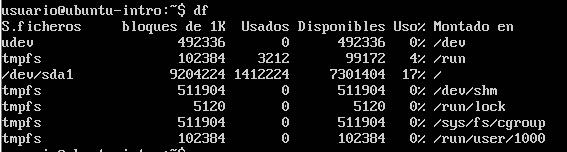 usuario@ubuntu-intro:~$ df
S.ficheros     bloques de 1K  Usados Disponibles Uso% Montado en
udev                  492336       0      492336   0% /dev
tmpfs                 102384    3212       99172   4% /run
/dev/sda1            9204224 1412224     7301404  17% /
tmpfs                 511904       0      511904   0% /dev/shm
tmpfs                   5120       0        5120   0% /run/lock
tmpfs                 511904       0      511904   0% /sys/fs/cgroup
tmpfs                 102384       0      102384   0% /run/user/1000
usuario@ubuntu-intro:~$